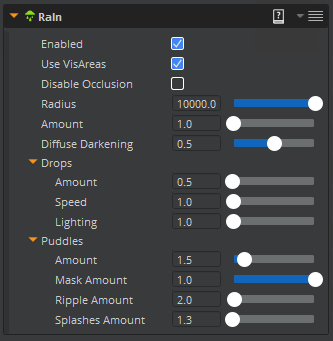 RaIn
Enabled
Use VisAreas
Disable Occlusion
Radius 10000.0
Amount 1.0
Diffuse Darkening 0.5
Drops
Amount 0.5
Speed 1.0
Lighting 1.0
Puddles
Amount 1.5
Mask Amount 1.0
Ripple Amount 2.0
Splashes Amount 1.3